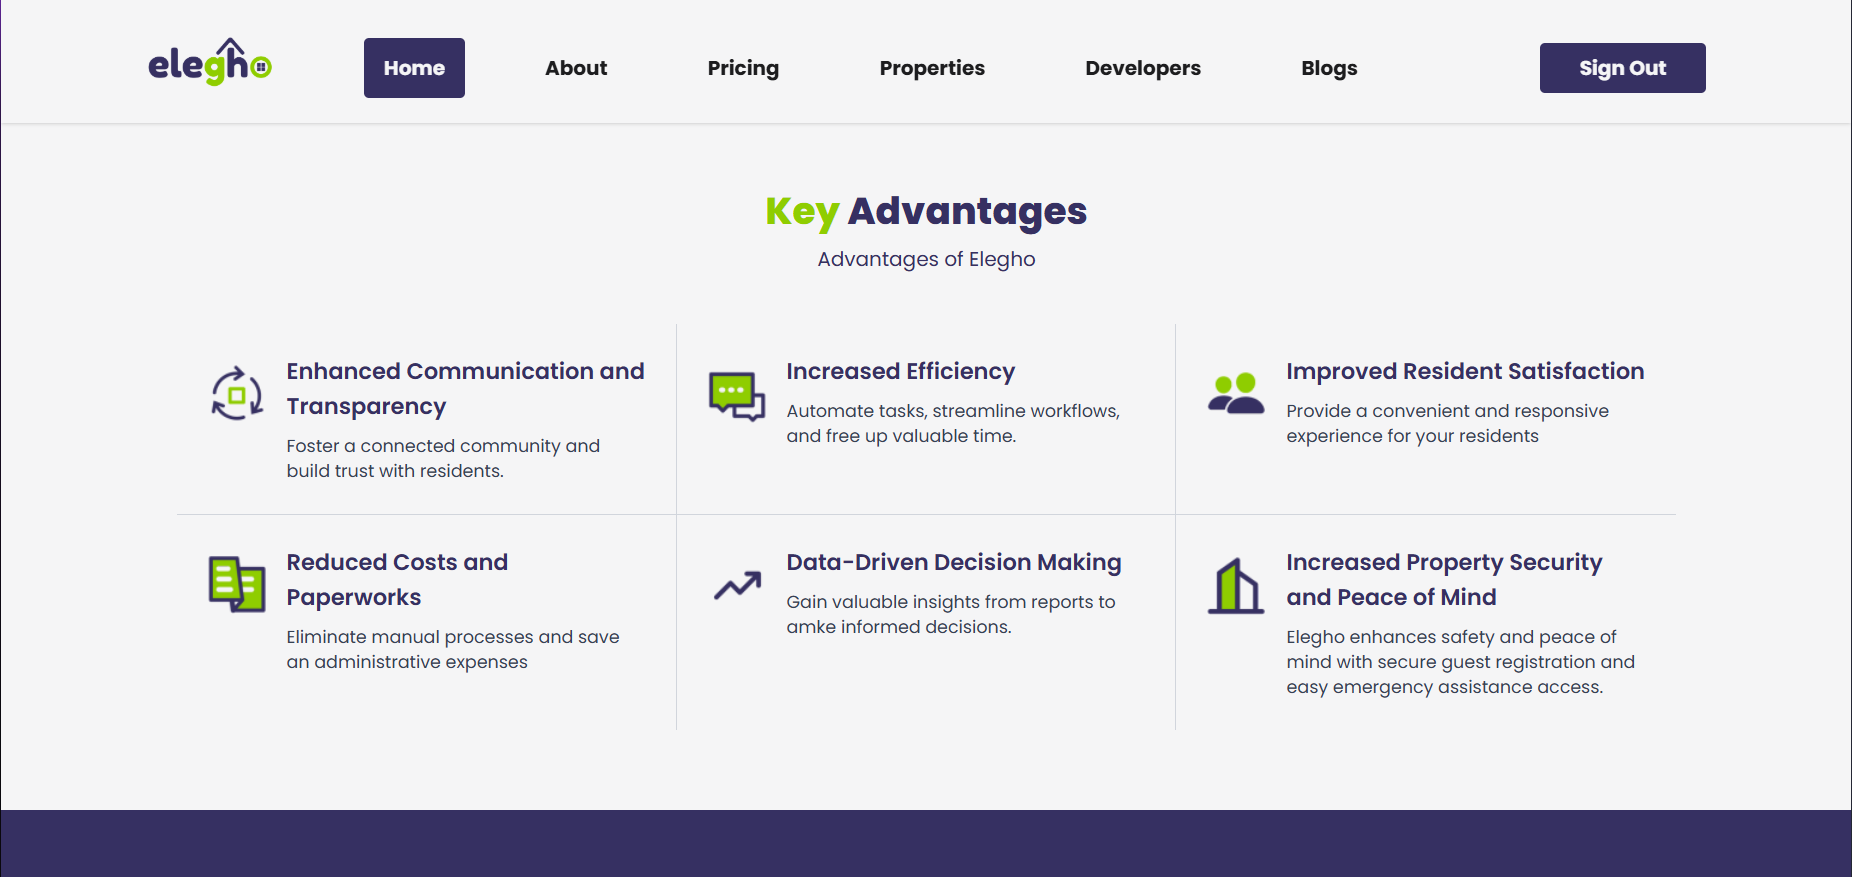 elegho
Home
About
Pricing
Properties
Developers
Blogs
Sign Out
Key Advantages
Advantages of Elegho
Enhanced Communication and
Transparency
Foster a connected community and
build trust with residents.
Increased Efficiency
Automate tasks, streamline workflows,
and free up valuable time.
Improved Resident Satisfaction
Provide a convenient and responsive
experience for your residents
Reduced Costs and
Paperworks
Eliminate manual processes and save
an administrative expenses
Data-Driven Decision Making
Gain valuable insights from reports to
amke informed decisions.
Increased Property Security
and Peace of Mind
Elegho enhances safety and peace of
mind with secure guest registration and
easy emergency assistance access.